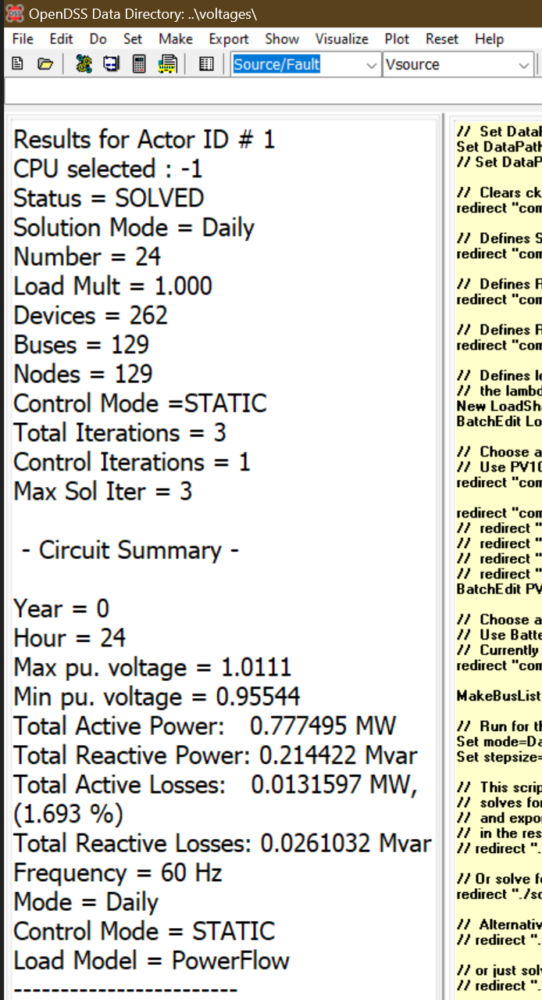 OpenDSS Data Directory: ..\voltages\
File Edit Do Set Make Export Show Visualize Plot Reset Help
Source/Fault Vsource
Results for Actor ID # 1
CPU selected : -1
Status = SOLVED
Solution Mode = Daily
Number = 24
Load Mult = 1.000
Devices = 262
Buses = 129
Nodes = 129
Control Mode =STATIC
Total Iterations = 3
Control Iterations = 1
Max Sol Iter = 3
- Circuit Summary -
Year = 0
Hour = 24
Max pu. voltage = 1.0111
Min pu. voltage = 0.95544
Total Active Power: 0.777495 MW
Total Reactive Power: 0.214422 Mvar
Total Active Losses: 0.0131597 MW,
(1.693 %)
Total Reactive Losses: 0.0261032 Mvar
Frequency = 60 Hz
Mode = Daily
Control Mode = STATIC
Load Model = PowerFlow
------------------------
// Set Data
Set DataPath
// Set DataP
// Clears ck
redirect "com
// Defines S
redirect "com
// Defines R
redirect "com
// Defines R
redirect "com
// Defines lo
// the lambd
New LoadSha
BatchEdit Lo
// Choose a
// Use PV10
redirect "com
redirect "com
// redirect "
// redirect "
// redirect "
// redirect "
BatchEdit PV
// Choose a
// Use Batte
// Currently
redirect "com
MakeBusList
// Run for th
Set mode=Da
Set stepsize=
// This scrip
// solves for
// and expor
// in the res
// redirect ".
// Or solve fo
redirect "./so
// Alternativ
// redirect ".
// or just solv
// redirect ".